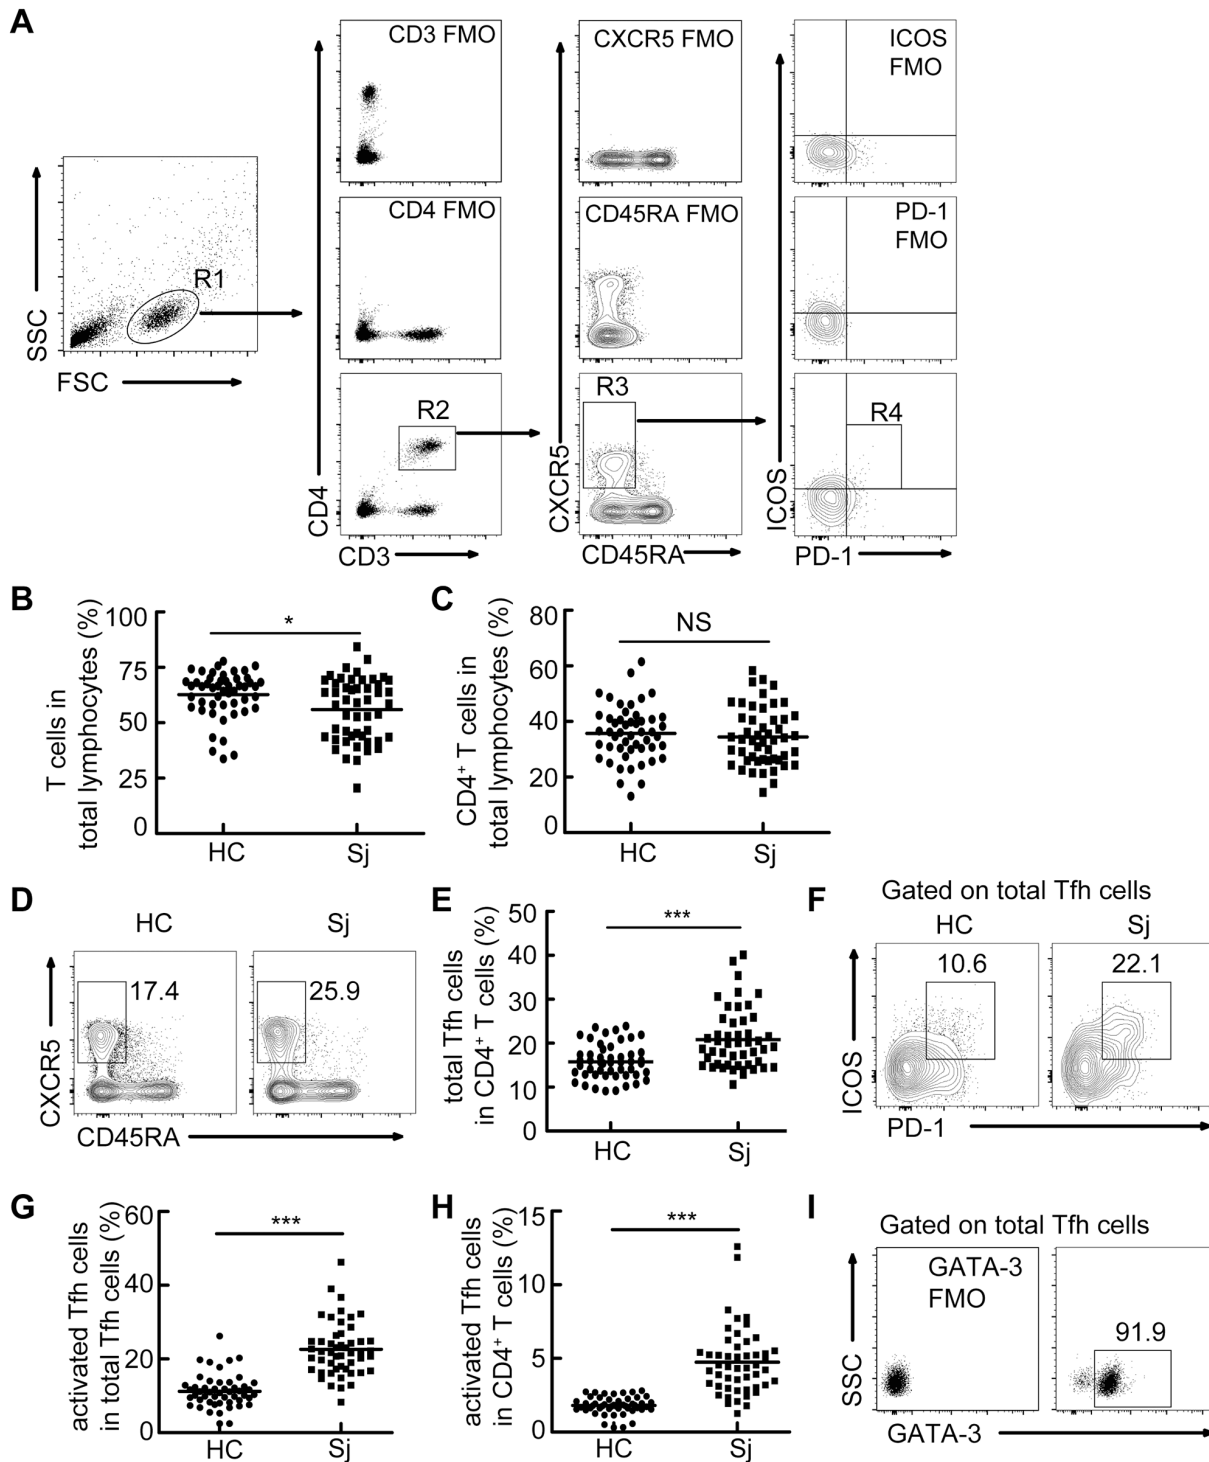 A
SSC
FSC
R1
CD3 FMO
CD4 FMO
R2
CD4
CD3
CXCR5 FMO
CD45RA FMO
R3
CXCR5
CD45RA
ICOS
FMO
PD-1
FMO
R4
ICOS
PD-1
B
T cells in
total lymphocytes (%)
100
75
50
25
0
*
HC
Sj
C
CD4⁺ T cells in
total lymphocytes (%)
80
60
40
20
0
NS
HC
Sj
D
HC
Sj
17.4
25.9
CXCR5
CD45RA
E
total Tfh cells
in CD4⁺ T cells (%)
50
40
30
20
10
0
***
HC
Sj
F
Gated on total Tfh cells
HC
Sj
10.6
22.1
ICOS
PD-1
G
activated Tfh cells
in total Tfh cells (%)
60
40
20
0
***
HC
Sj
H
activated Tfh cells
in CD4⁺ T cells (%)
15
10
5
0
***
HC
Sj
I
Gated on total Tfh cells
GATA-3
FMO
91.9
SSC
GATA-3